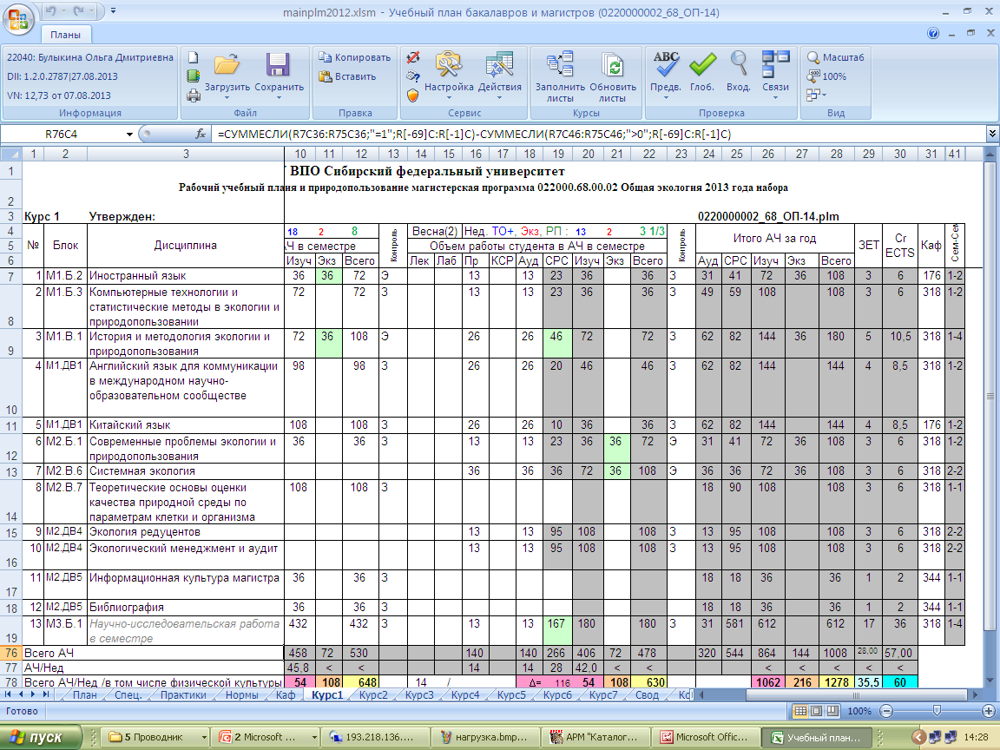 mainplm2012.xlsm - Учебный план бакалавров и магистров (0220000002_68_ОП-14)
Планы
22040: Булыкина Ольга Дмитриевна
DII: 1.2.0.2787|27.08.2013
VN: 12,73 от 07.08.2013
Информация
Загрузить Сохранить
Файл
Копировать
Вставить
Правка
Настройка Действия
Сервис
Заполнить листы Обновить листы
Курсы
ABC
Предв. Глоб. Вход. Связи
Проверка
Масштаб
100%
Вид
R76C4 fx =СУММЕСЛИ(R7C36:R75C36;"=1";R[-69]C:R[-1]C)-СУММЕСЛИ(R7C46:R75C46;">0";R[-69]C:R[-1]C)
1 2 3 10 11 12 13 14 15 16 17 18 19 20 21 22 23 24 25 26 27 28 29 30 31 41
1 ВПО Сибирский федеральный университет
2 Рабочий учебный план и природопользование магистерская программа 022000.68.00.02 Общая экология 2013 года набора
3 Курс 1 Утвержден: 0220000002_68_ОП-14.plm
4 18 2 8 Весна(2) Нед. ТО+, Экз, РП : 13 2 3 1/3
5 № Блок Дисциплина АЧ в семестре Контроль Объем работы студента в АЧ в семестре Контроль Итого АЧ за год ЗЕТ Cr ECTS Каф Сем-Сем
6 Изуч Экз Всего Лек Лаб Пр КСР Ауд СРС Изуч Экз Всего Ауд СРС Изуч Экз Всего
7 1 М1.Б.2 Иностранный язык 36 36 72 Э 13 13 23 36 36 З 31 41 72 36 108 3 6 176 1-2
8 2 М1.Б.3 Компьютерные технологии и статистические методы в экологии и природопользовании 72 72 З 13 13 23 36 36 З 49 59 108 108 3 6 318 1-2
9 3 М1.В.1 История и методология экологии и природопользования 72 36 108 Э 26 26 46 72 72 З 62 82 144 36 180 5 10,5 318 1-4
10 4 М1.ДВ1 Английский язык для коммуникации в международном научно-образовательном сообществе 98 98 З 26 26 20 46 46 З 62 82 144 144 4 8,5 318 1-2
11 5 М1.ДВ1 Китайский язык 108 108 З 26 26 10 36 36 З 62 82 144 144 4 8,5 176 1-2
12 6 М2.Б.1 Современные проблемы экологии и природопользования 36 36 З 13 13 23 36 36 72 Э 31 41 72 36 108 3 6 318 1-2
13 7 М2.В.6 Системная экология 36 36 36 72 36 108 Э 36 36 72 36 108 3 6 318 2-2
14 8 М2.В.7 Теоретические основы оценки качества природной среды по параметрам клетки и организма 108 108 З 18 90 108 108 3 6 318 1-1
15 9 М2.ДВ4 Экология редуцентов 13 13 95 108 108 З 13 95 108 108 3 6 318 2-2
16 10 М2.ДВ4 Экологический менеджмент и аудит 13 13 95 108 108 З 13 95 108 108 3 6 318 2-2
17 11 М2.ДВ5 Информационная культура магистра 36 36 З 18 18 36 36 1 2 344 1-1
18 12 М2.ДВ5 Библиография 36 36 З 18 18 36 36 1 2 344 1-1
19 13 М3.Б.1 Научно-исследовательская работа в семестре 432 432 З 13 13 167 180 180 З 31 581 612 612 17 36 318 1-4
76 Всего АЧ 458 72 530 140 140 266 406 72 478 320 544 864 144 1008 28,00 57,00
77 АЧ/Нед 45,8 < < 14 14 28 42,0 < < < < < < <
78 Всего АЧ/Нед /в том числе физической культуры 54 108 648 14 / Δ= 116 54 108 630 1062 216 1278 35,5 60
План Спец. Практики Нормы Каф Курс1 Курс2 Курс3 Курс4 Курс5 Курс6 Курс7 Свод
Готово 100%
пуск 5 Проводник 2 Microsoft ... 193.218.136.... нагрузка.bmp... АРМ "Каталог... Microsoft Offic... Учебный план... 14:28